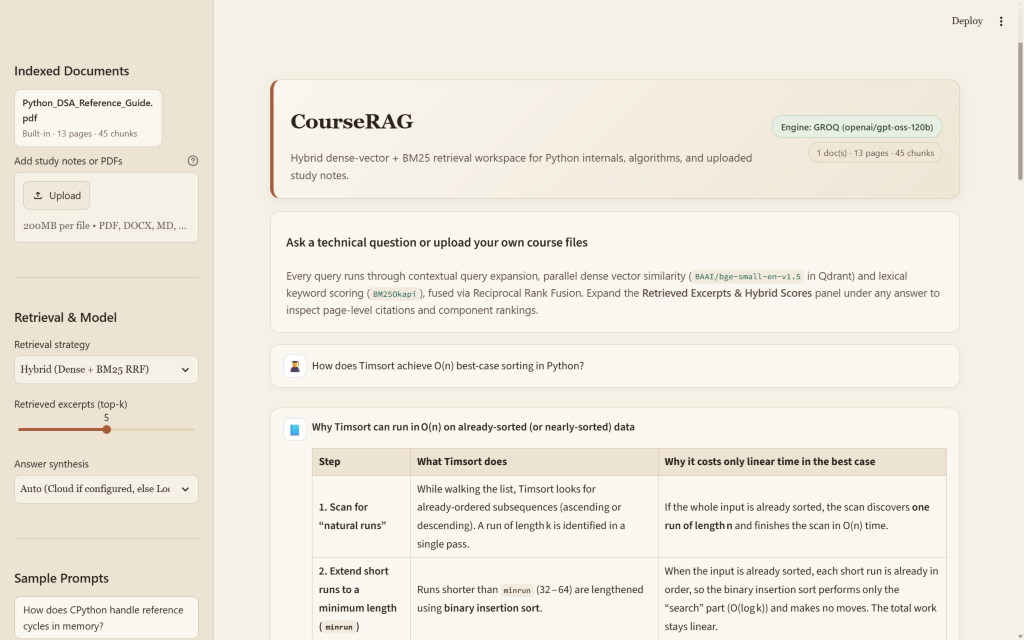 Deploy
Indexed Documents
Python_DSA_Reference_Guide.
pdf
Built-in · 13 pages · 45 chunks
Add study notes or PDFs
Upload
200MB per file • PDF, DOCX, MD, ...
Retrieval & Model
Retrieval strategy
Hybrid (Dense + BM25 RRF)
Retrieved excerpts (top-k)
5
Answer synthesis
Auto (Cloud if configured, else Loc
Sample Prompts
How does CPython handle reference
cycles in memory?
CourseRAG
Hybrid dense-vector + BM25 retrieval workspace for Python internals, algorithms, and uploaded
study notes.
Engine: GROQ (openai/gpt-oss-120b)
1 doc(s) · 13 pages · 45 chunks
Ask a technical question or upload your own course files
Every query runs through contextual query expansion, parallel dense vector similarity ( BAAI/bge-small-en-v1.5 in Qdrant) and lexical
keyword scoring ( BM25Okapi ), fused via Reciprocal Rank Fusion. Expand the Retrieved Excerpts & Hybrid Scores panel under any answer to
inspect page-level citations and component rankings.
How does Timsort achieve O(n) best-case sorting in Python?
Why Timsort can run in O(n) on already-sorted (or nearly-sorted) data
Step
What Timsort does
Why it costs only linear time in the best case
1. Scan for
“natural runs”
While walking the list, Timsort looks for
already-ordered subsequences (ascending or
descending). A run of length k is identified in a
single pass.
If the whole input is already sorted, the scan discovers one
run of length n and finishes the scan in O(n) time.
2. Extend short
runs to a
minimum length
( minrun )
Runs shorter than minrun (32–64) are lengthened
using binary insertion sort.
When the input is already sorted, each short run is already in
order, so the binary insertion sort performs only the
“search” part (O(log k)) and makes no moves. The total work
stays linear.